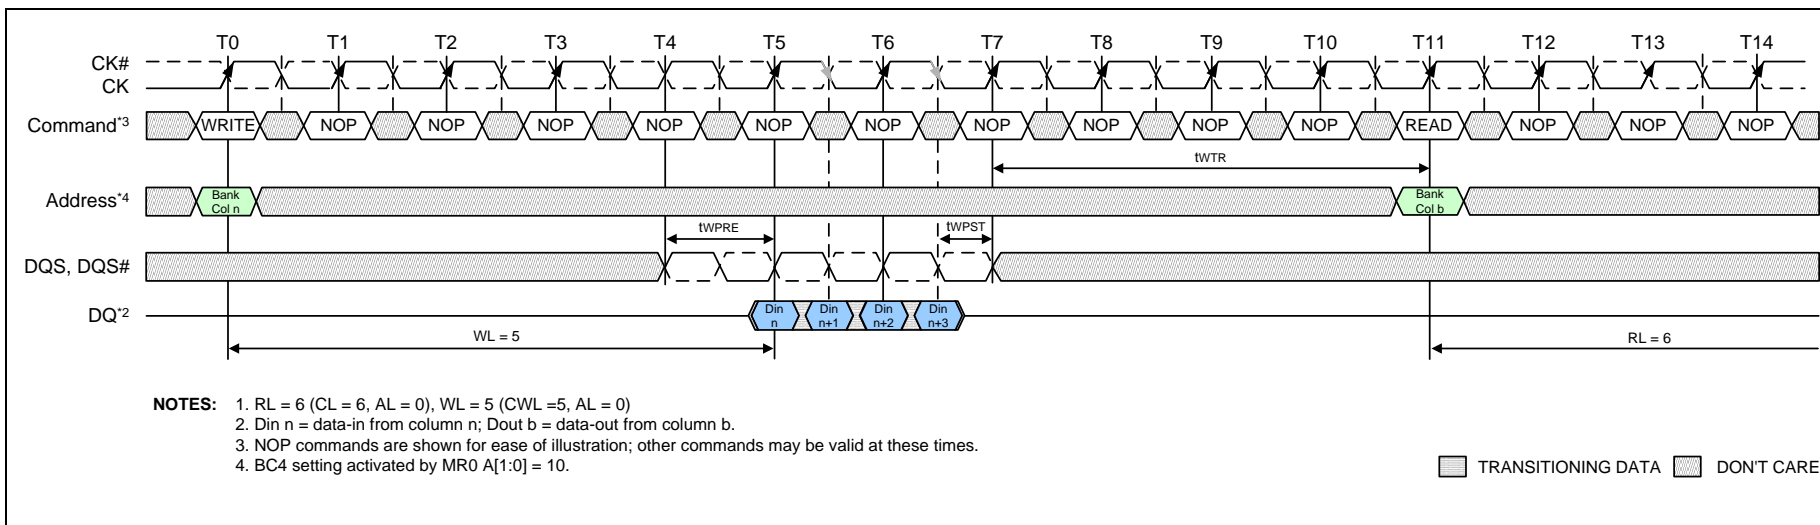 T0 T1 T2 T3 T4 T5 T6 T7 T8 T9 T10 T11 T12 T13 T14
CK#
CK
Command*3 WRITE NOP NOP NOP NOP NOP NOP NOP NOP NOP NOP READ NOP NOP NOP
tWTR
Address*4 Bank Col n Bank Col b
tWPRE tWPST
DQS, DQS#
DQ*2 Din n Din n+1 Din n+2 Din n+3
WL = 5 RL = 6
NOTES: 1. RL = 6 (CL = 6, AL = 0), WL = 5 (CWL =5, AL = 0)
2. Din n = data-in from column n; Dout b = data-out from column b.
3. NOP commands are shown for ease of illustration; other commands may be valid at these times.
4. BC4 setting activated by MR0 A[1:0] = 10.
TRANSITIONING DATA DON'T CARE